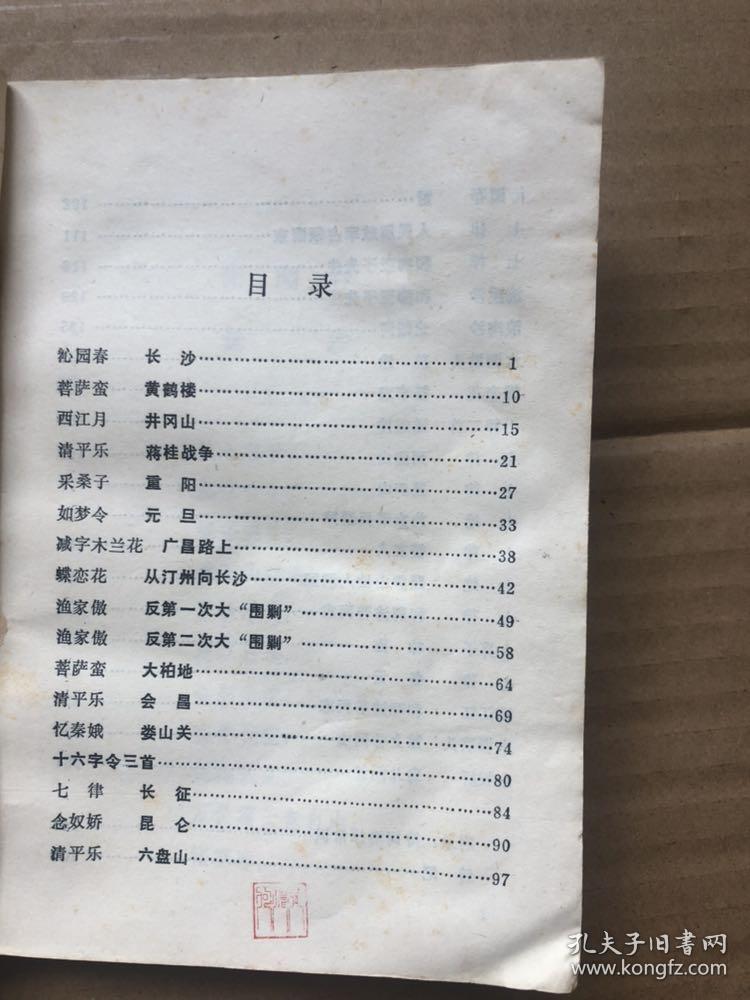 目 录
沁园春 长 沙……………………………………1
菩萨蛮 黄鹤楼……………………………………10
西江月 井冈山……………………………………15
清平乐 蒋桂战争……………………………………21
采桑子 重 阳……………………………………27
如梦令 元 旦……………………………………33
减字木兰花 广昌路上……………………………………38
蝶恋花 从汀州向长沙……………………………………42
渔家傲 反第一次大“围剿”……………………………………49
渔家傲 反第二次大“围剿”……………………………………58
菩萨蛮 大柏地……………………………………64
清平乐 会 昌……………………………………69
忆秦娥 娄山关……………………………………74
十六字令三首……………………………………80
七 律 长 征……………………………………84
念奴娇 昆 仑……………………………………90
清平乐 六盘山……………………………………97
孔夫子旧書网
www.kongfz.com